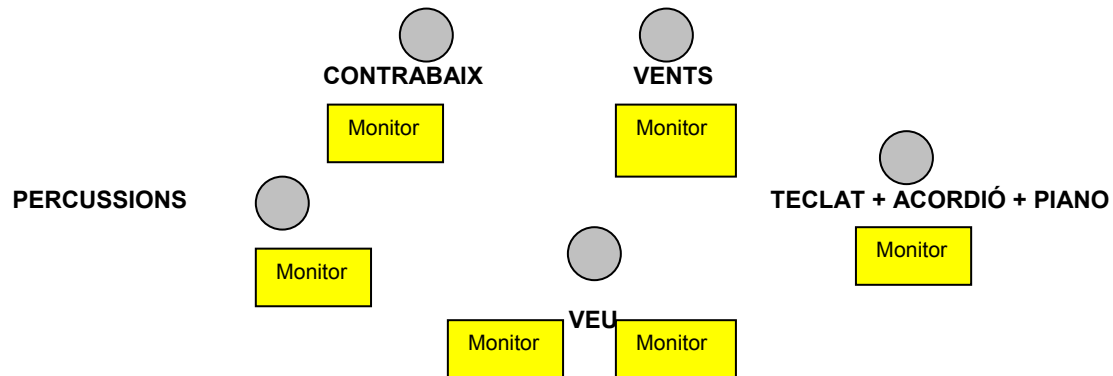 CONTRABAIX
VENTS
Monitor
Monitor
PERCUSSIONS
TECLAT + ACORDIÓ + PIANO
Monitor
Monitor
VEU
Monitor
Monitor